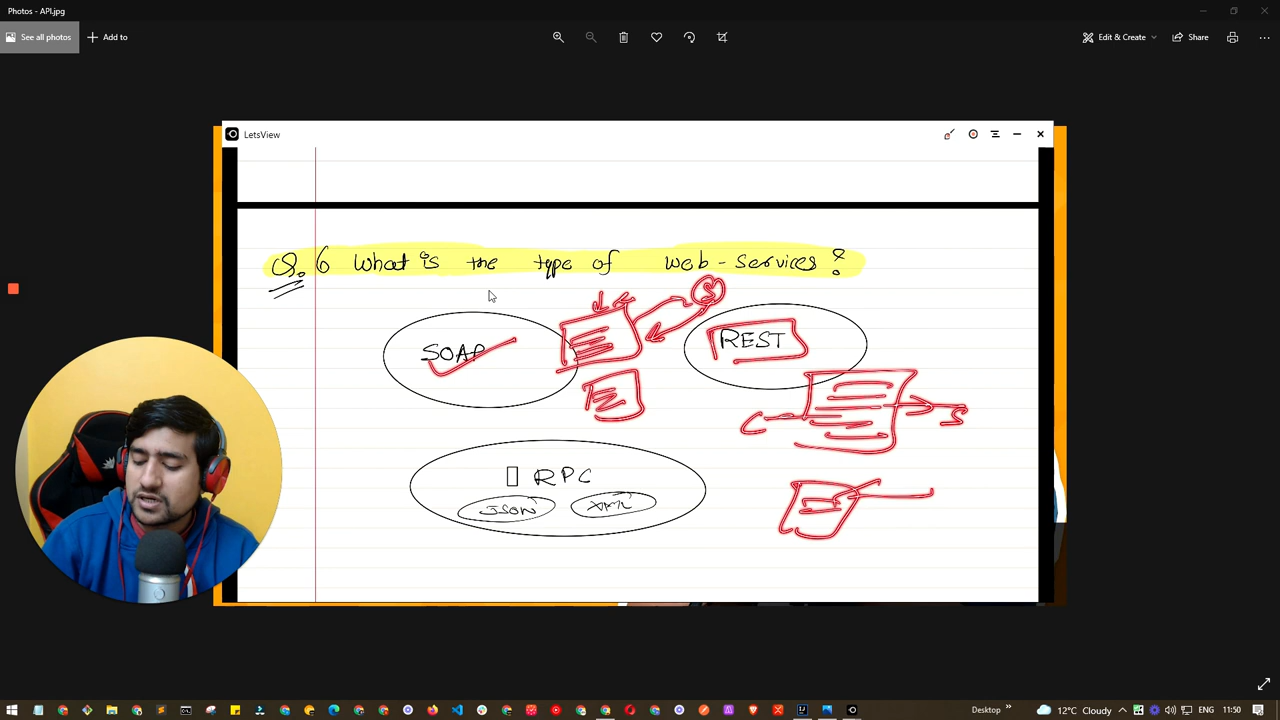 Photos - API.jpg
See all photos
Add to
Edit & Create
Share
LetsView
Q. 6 What is the type of web-services?
S
SOAP
REST
C
S
RPC
JSON
XML
Desktop
12°C Cloudy
ENG
11:50